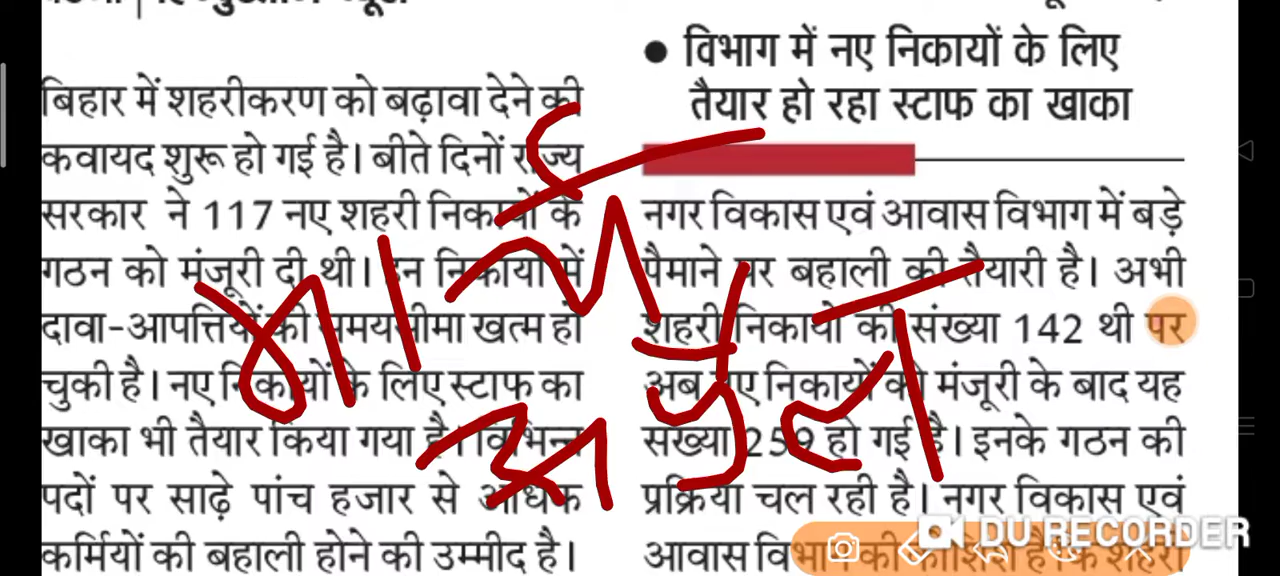 बिहार में शहरीकरण को बढ़ावा देने की
कवायद शुरू हो गई है। बीते दिनों राज्य
सरकार ने 117 नए शहरी निकायों के
गठन को मंजूरी दी थी। इन निकायों में
दावा-आपत्तियों की समयसीमा खत्म हो
चुकी है। नए निकायों के लिए स्टाफ का
खाका भी तैयार किया गया है। विभिन्न
पदों पर साढ़े पांच हजार से अधिक
कर्मियों की बहाली होने की उम्मीद है।
● विभाग में नए निकायों के लिए
तैयार हो रहा स्टाफ का खाका
नगर विकास एवं आवास विभाग में बड़े
पैमाने पर बहाली की तैयारी है। अभी
शहरी निकायों की संख्या 142 थी पर
अब नए निकायों की मंजूरी के बाद यह
संख्या 259 हो गई है। इनके गठन की
प्रक्रिया चल रही है। नगर विकास एवं
आवास विभाग की कोशिश है कि शहरी
मार्च
अप्रैल
DU RECORDER